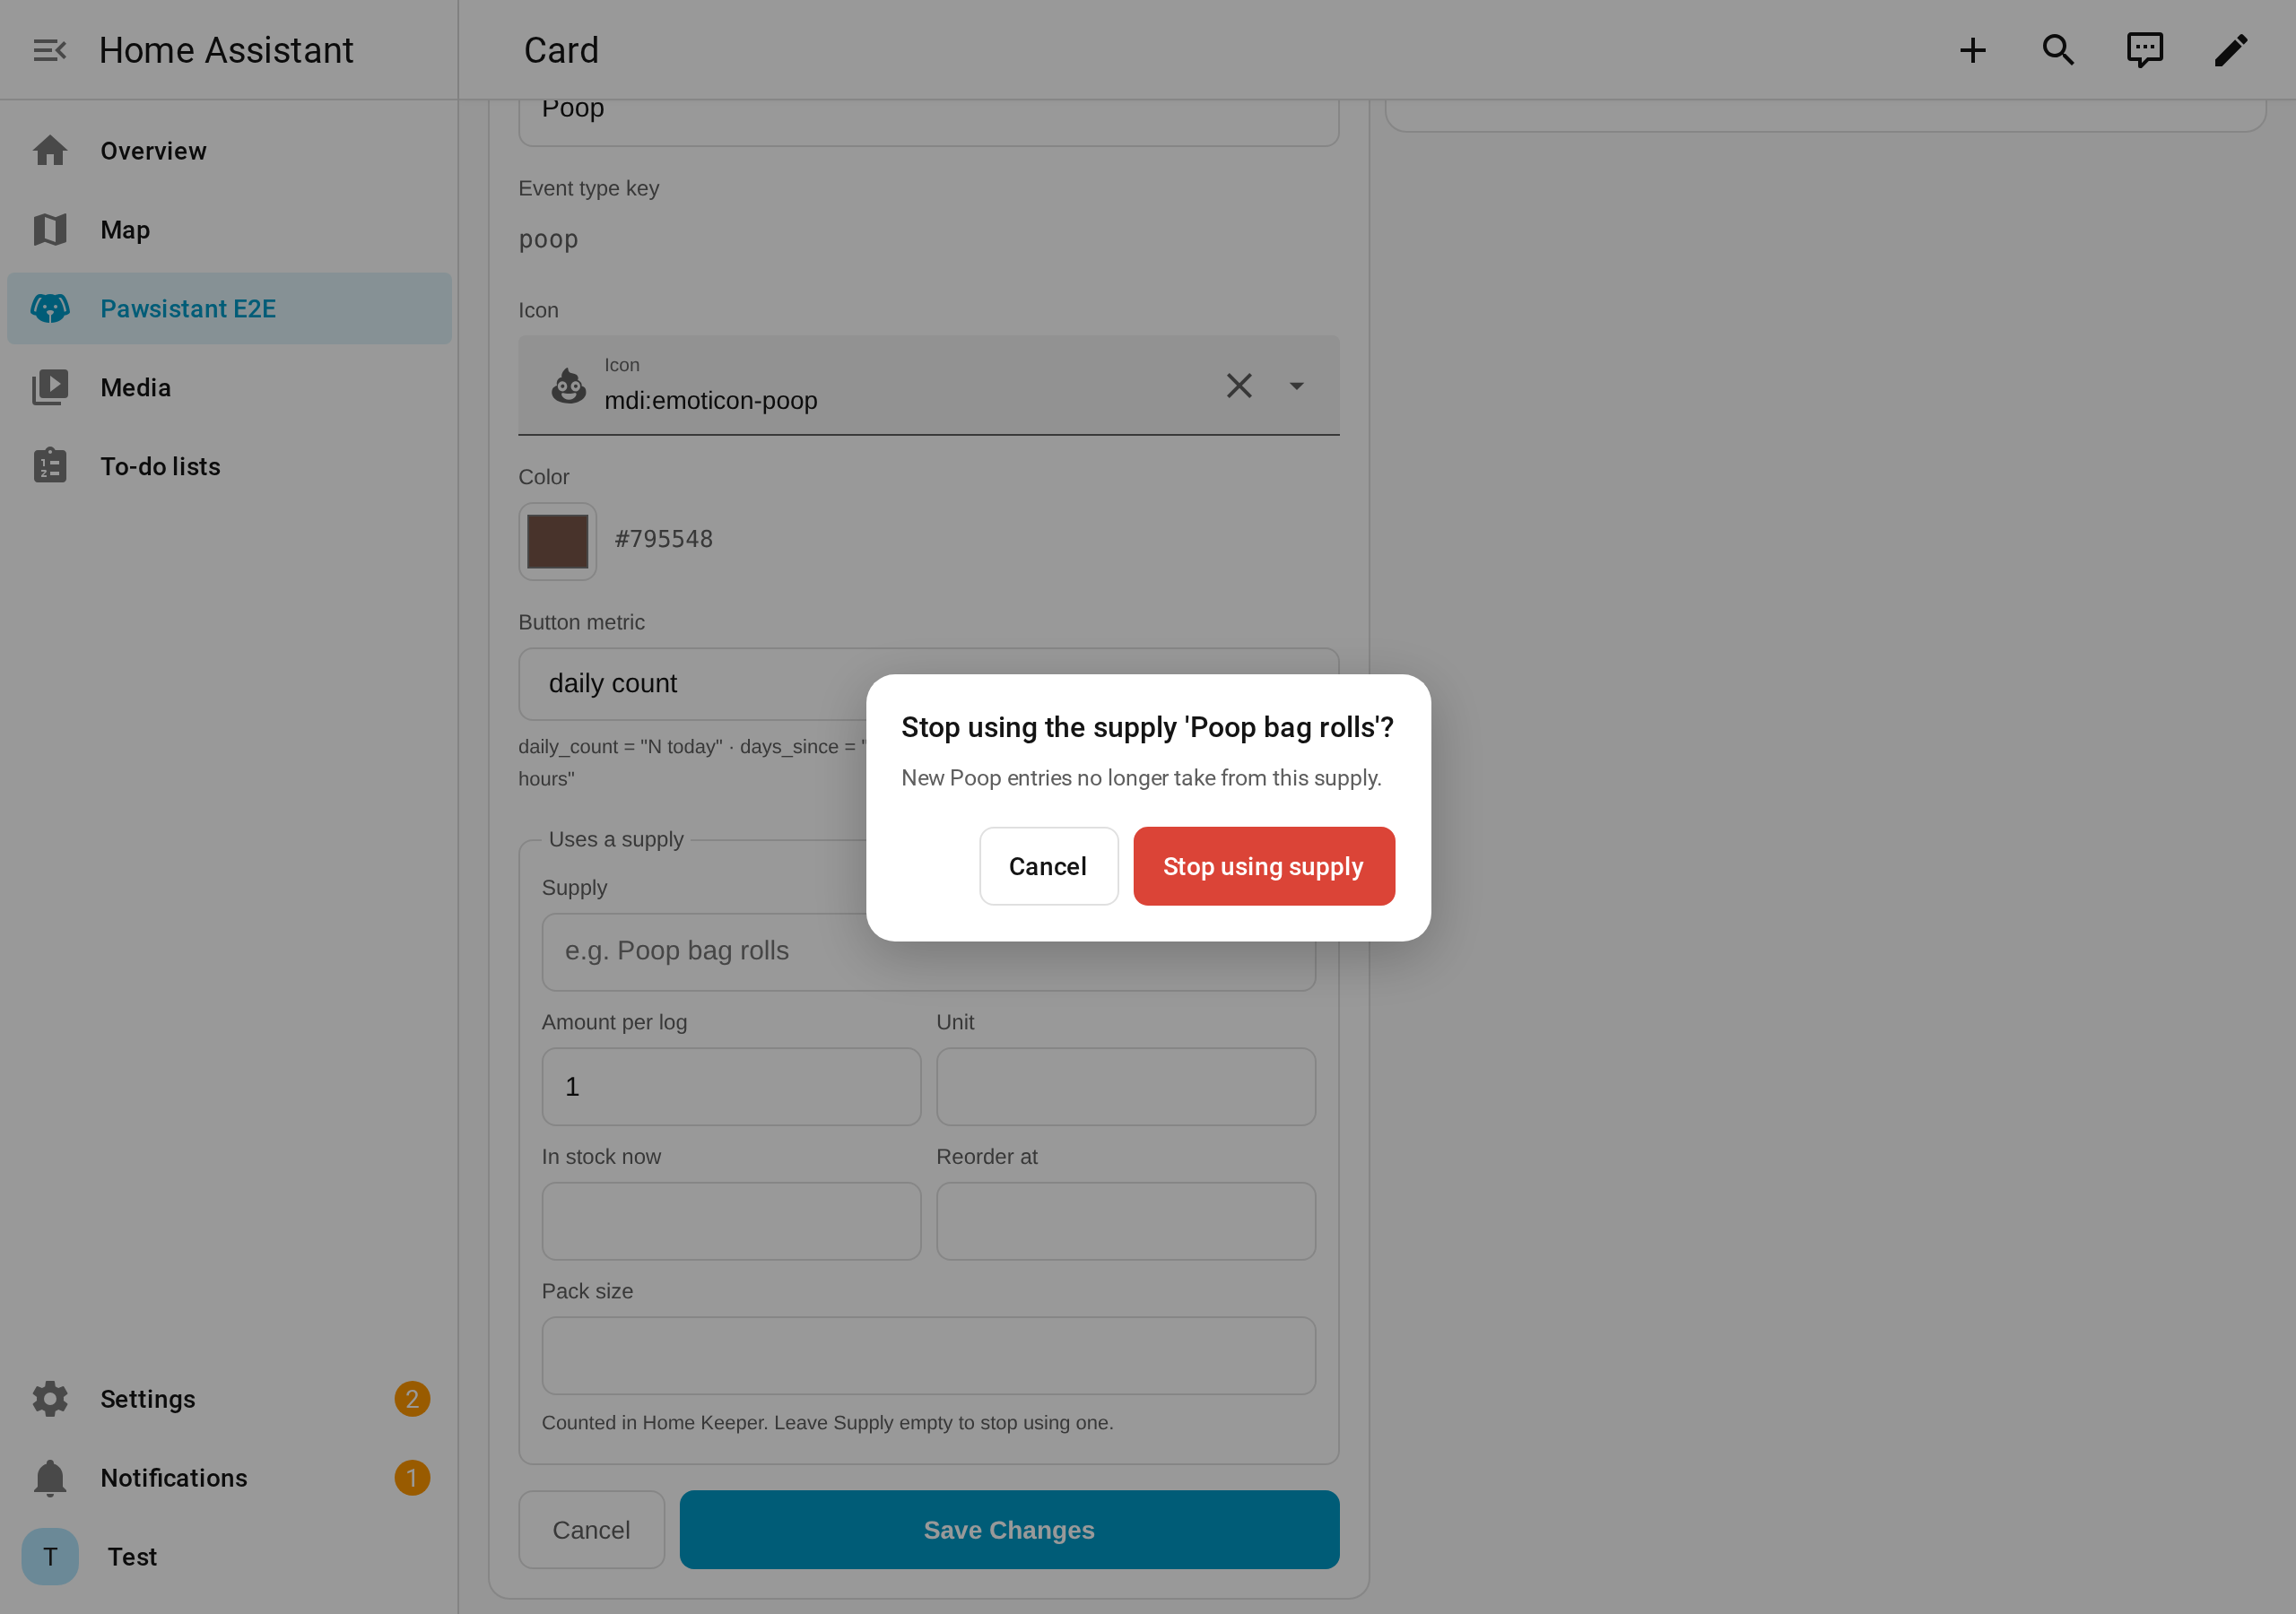 Home Assistant
Card
Overview
Map
Pawsistant E2E
Media
To-do lists
Settings
2
Notifications
1
T
Test
Poop
Event type key
poop
Icon
Icon
mdi:emoticon-poop
Color
#795548
Button metric
daily count
daily_count = "N today" · days_since = "
hours"
Uses a supply
Supply
e.g. Poop bag rolls
Amount per log
Unit
1
In stock now
Reorder at
Pack size
Counted in Home Keeper. Leave Supply empty to stop using one.
Cancel
Save Changes
Stop using the supply 'Poop bag rolls'?
New Poop entries no longer take from this supply.
Cancel
Stop using supply